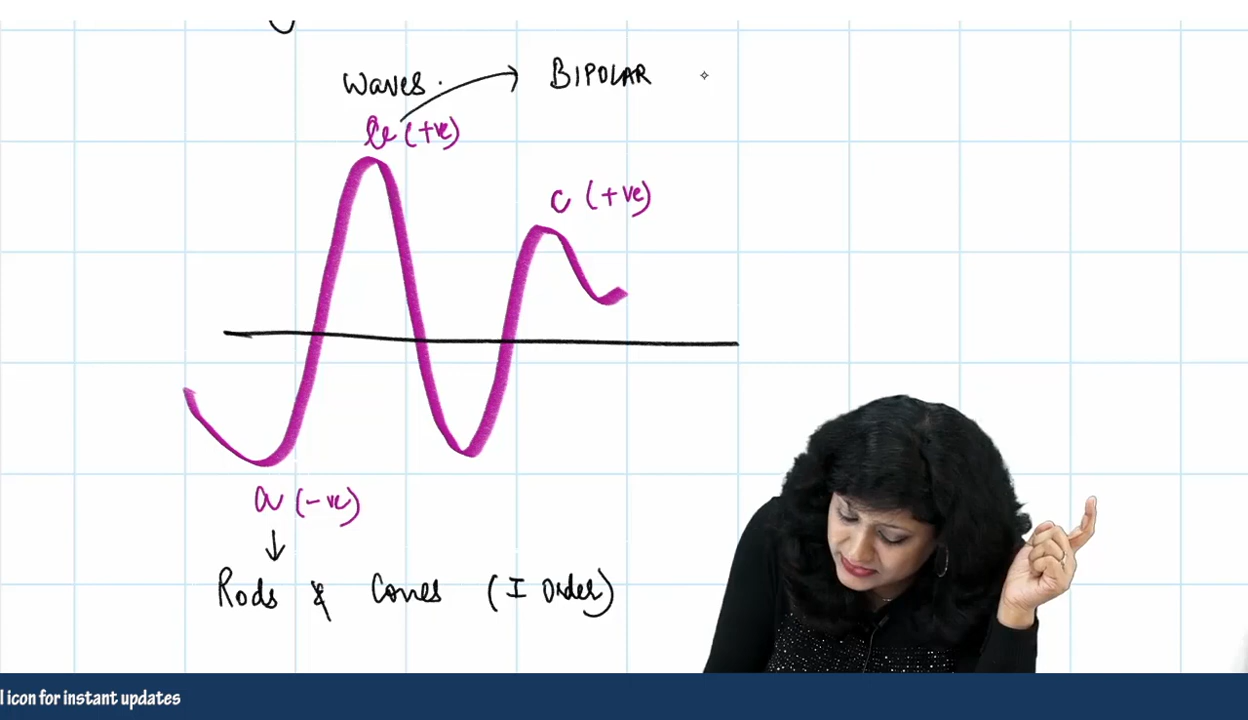 Waves. → BIPOLAR
b (+ve)
c (+ve)
a (-ve)
↓
Rods & Cones (I Order)
l icon for instant updates